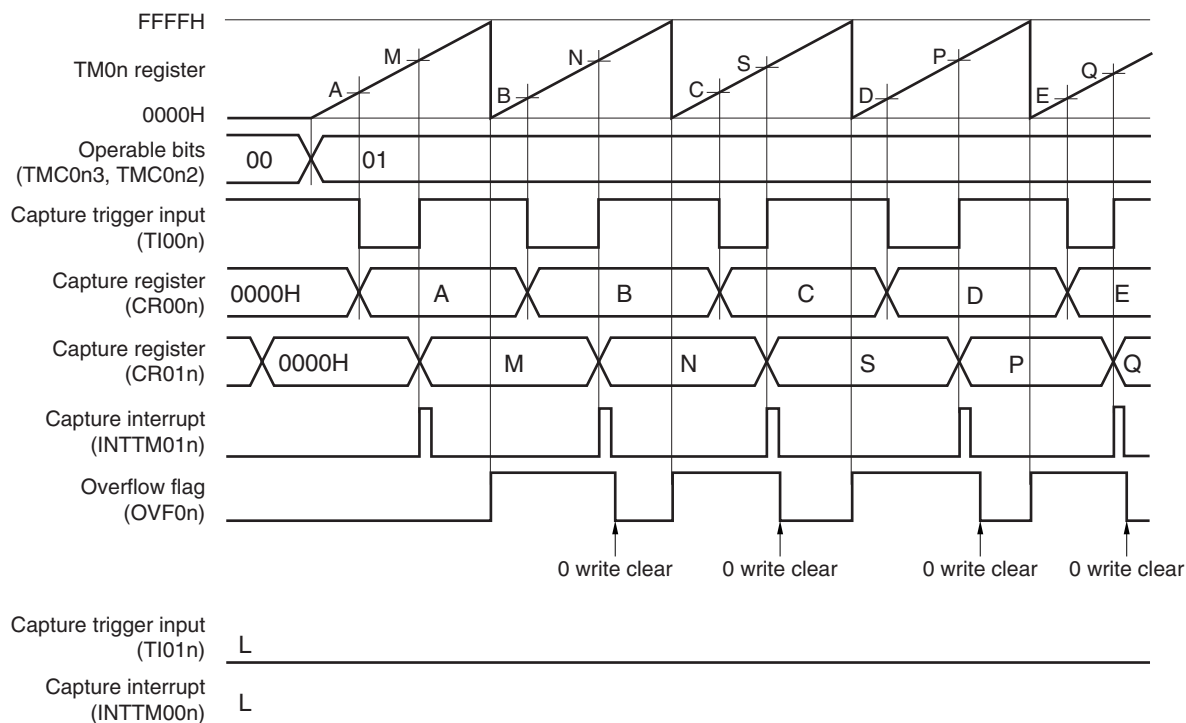 FFFFH
TM0n register
0000H
M
A
N
B
S
C
P
D
Q
E
Operable bits
(TMC0n3, TMC0n2)
00
01
Capture trigger input
(TI00n)
Capture register
(CR00n)
0000H
A
B
C
D
E
Capture register
(CR01n)
0000H
M
N
S
P
Q
Capture interrupt
(INTTM01n)
Overflow flag
(OVF0n)
0 write clear
0 write clear
0 write clear
0 write clear
Capture trigger input
(TI01n)
L
Capture interrupt
(INTTM00n)
L